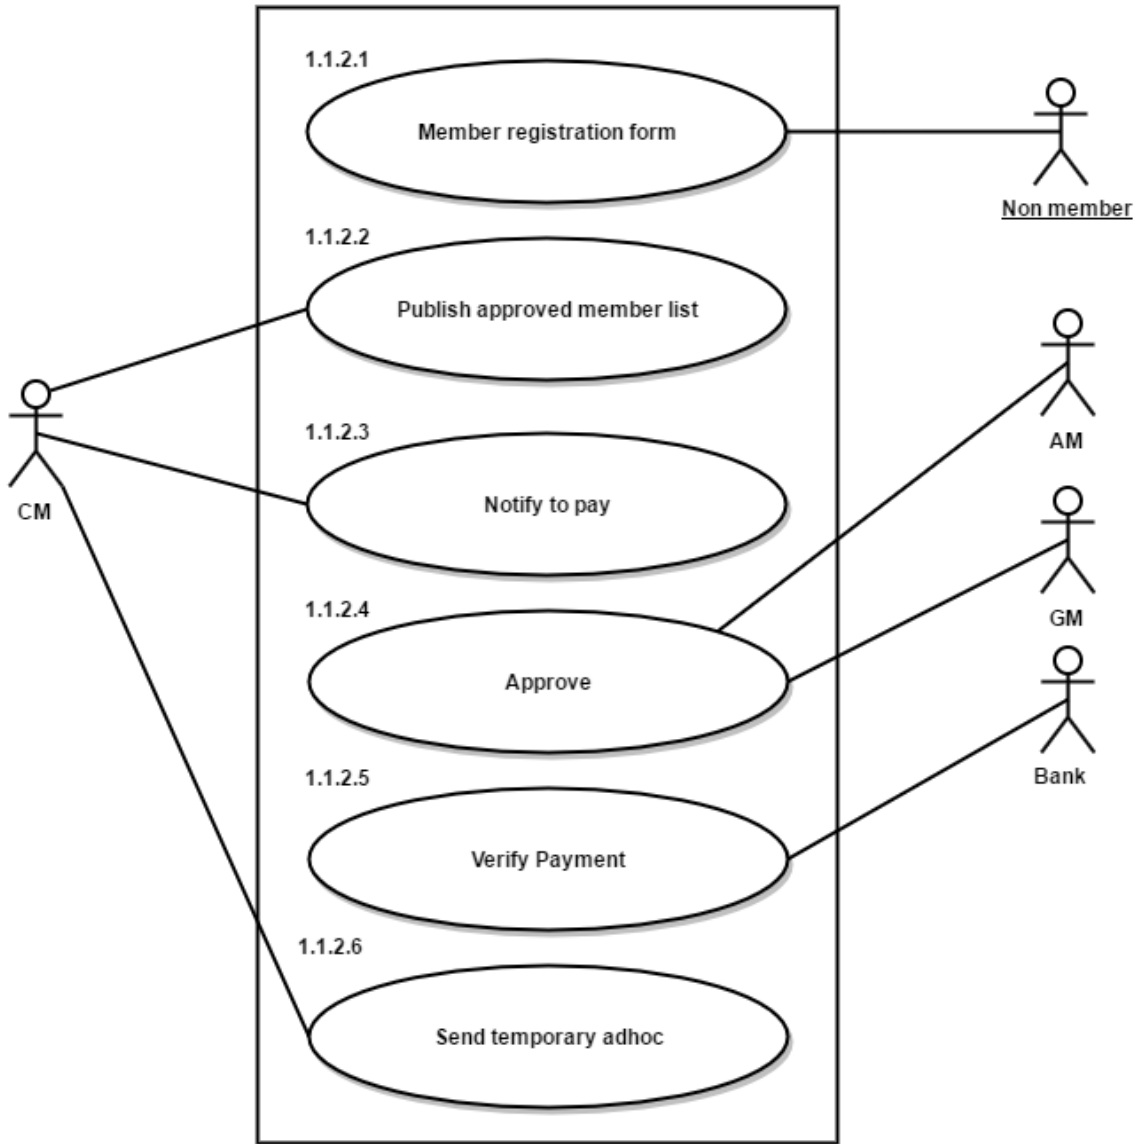 1.1.2.1
Member registration form
Non member
1.1.2.2
Publish approved member list
CM
1.1.2.3
Notify to pay
AM
1.1.2.4
Approve
GM
1.1.2.5
Verify Payment
Bank
1.1.2.6
Send temporary adhoc